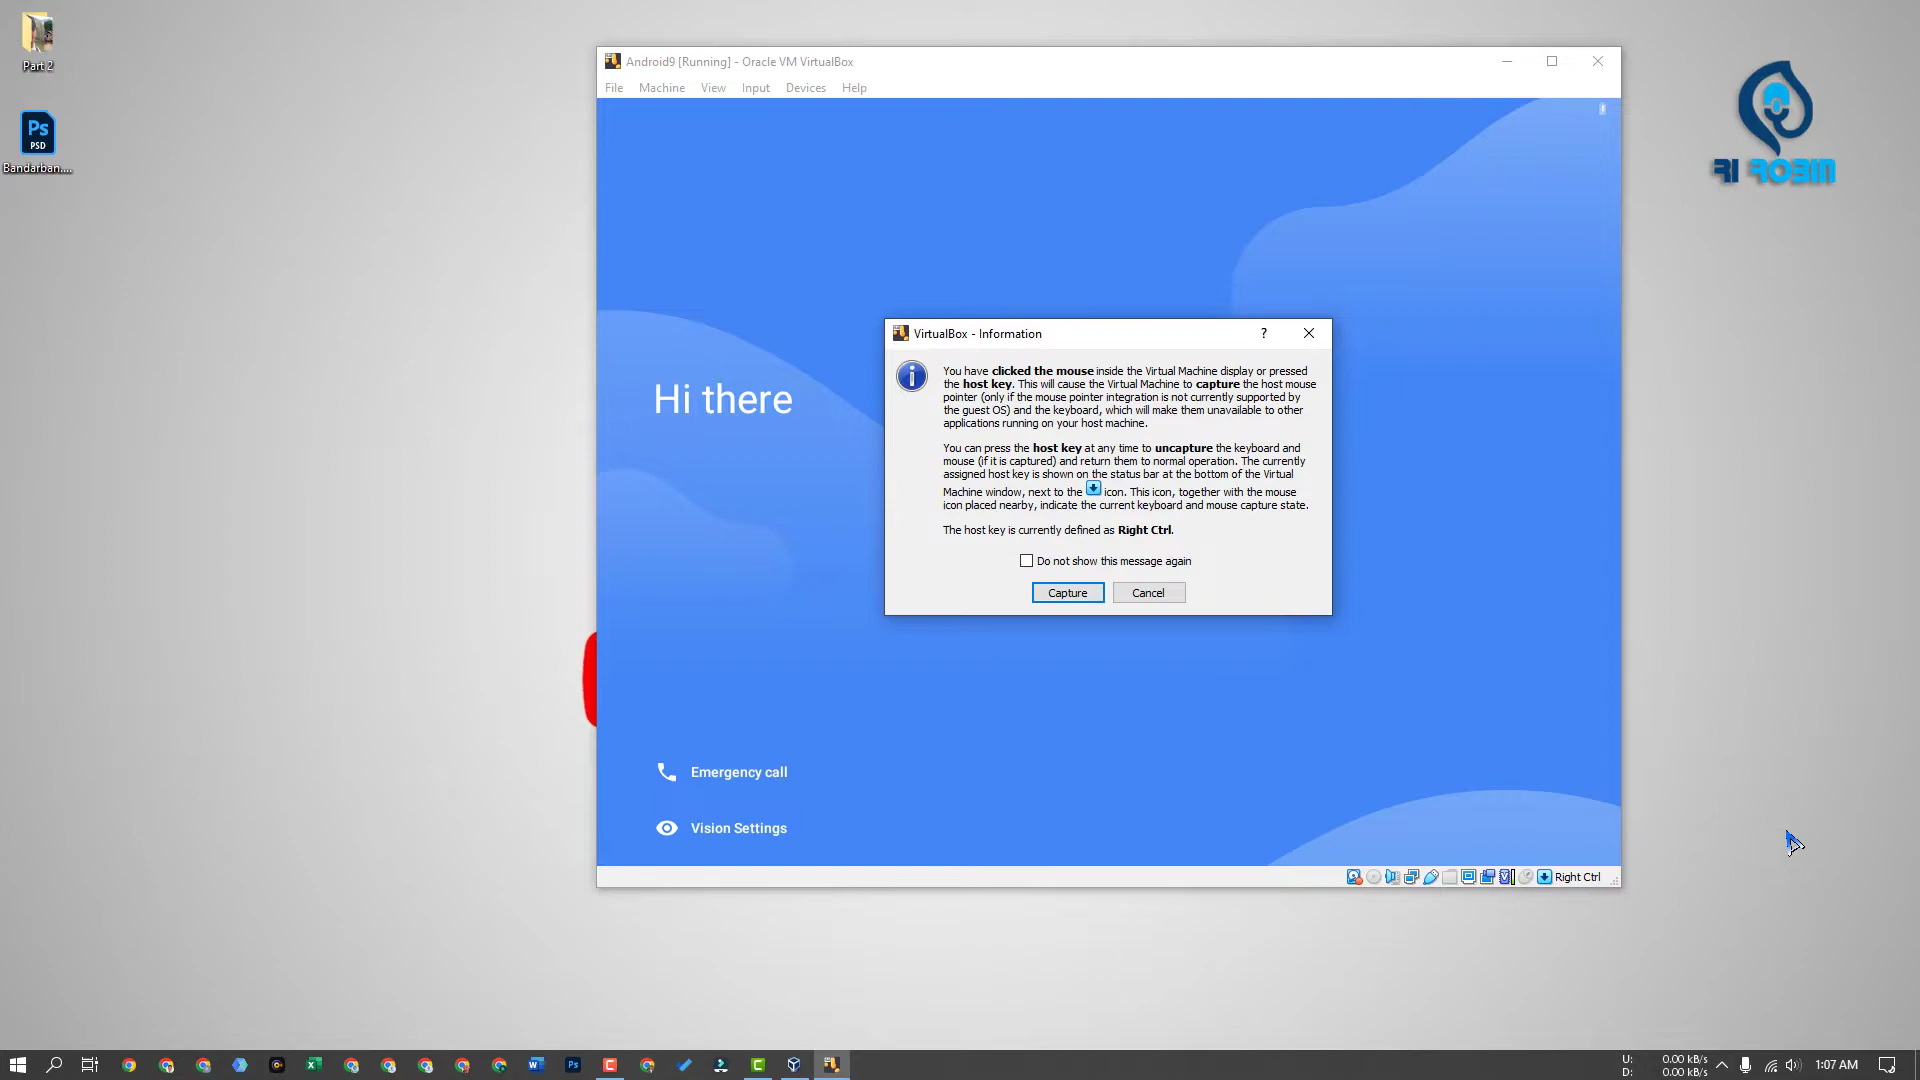 Part 2
Ps
PSD
Bandarban....
RI ROBIN
Android9 [Running] - Oracle VM VirtualBox
File Machine View Input Devices Help
Hi there
VirtualBox - Information
?
You have clicked the mouse inside the Virtual Machine display or pressed
the host key. This will cause the Virtual Machine to capture the host mouse
pointer (only if the mouse pointer integration is not currently supported by
the guest OS) and the keyboard, which will make them unavailable to other
applications running on your host machine.
You can press the host key at any time to uncapture the keyboard and
mouse (if it is captured) and return them to normal operation. The currently
assigned host key is shown on the status bar at the bottom of the Virtual
Machine window, next to the icon. This icon, together with the mouse
icon placed nearby, indicate the current keyboard and mouse capture state.
The host key is currently defined as Right Ctrl.
Do not show this message again
Capture Cancel
Emergency call
Vision Settings
Right Ctrl
U: 0.00 kB/s
D: 0.00 kB/s
1:07 AM